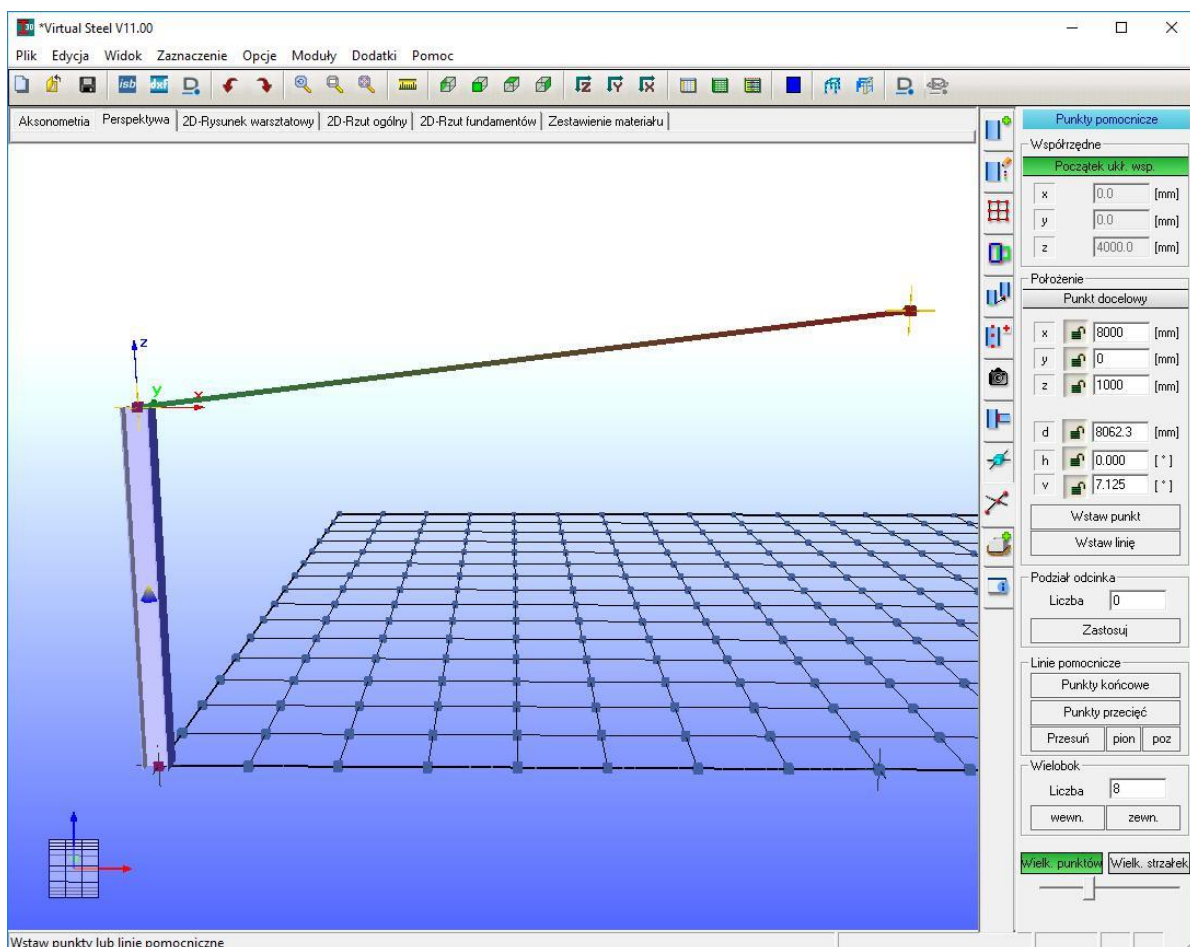 *Virtual Steel V11.00
Plik Edycja Widok Zaznaczenie Opcje Moduły Dodatki Pomoc
isb dxf D Z Y X D
Aksonometria Perspektywa 2D-Rysunek warsztatowy 2D-Rzut ogólny 2D-Rzut fundamentów Zestawienie materiału
z
y
x
Punkty pomocnicze
Współrzędne
Początek ukł. wsp.
x 0.0 [mm]
y 0.0 [mm]
z 4000.0 [mm]
Położenie
Punkt docelowy
x 8000 [mm]
y 0 [mm]
z 1000 [mm]
d 8062.3 [mm]
h 0.000 [°]
v 7.125 [°]
Wstaw punkt
Wstaw linię
Podział odcinka
Liczba 0
Zastosuj
Linie pomocnicze
Punkty końcowe
Punkty przecięć
Przesuń pion poz
Wielobok
Liczba 8
wewn. zewn.
Wielk. punktów Wielk. strzałek
Wstaw punkty lub linie pomocnicze